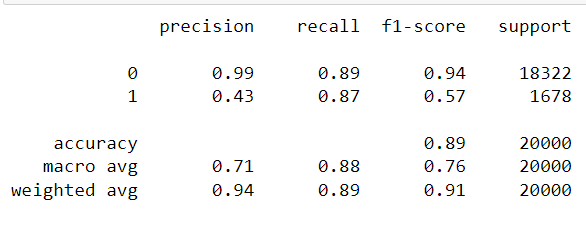 precision recall f1-score support
0 0.99 0.89 0.94 18322
1 0.43 0.87 0.57 1678
accuracy 0.89 20000
macro avg 0.71 0.88 0.76 20000
weighted avg 0.94 0.89 0.91 20000